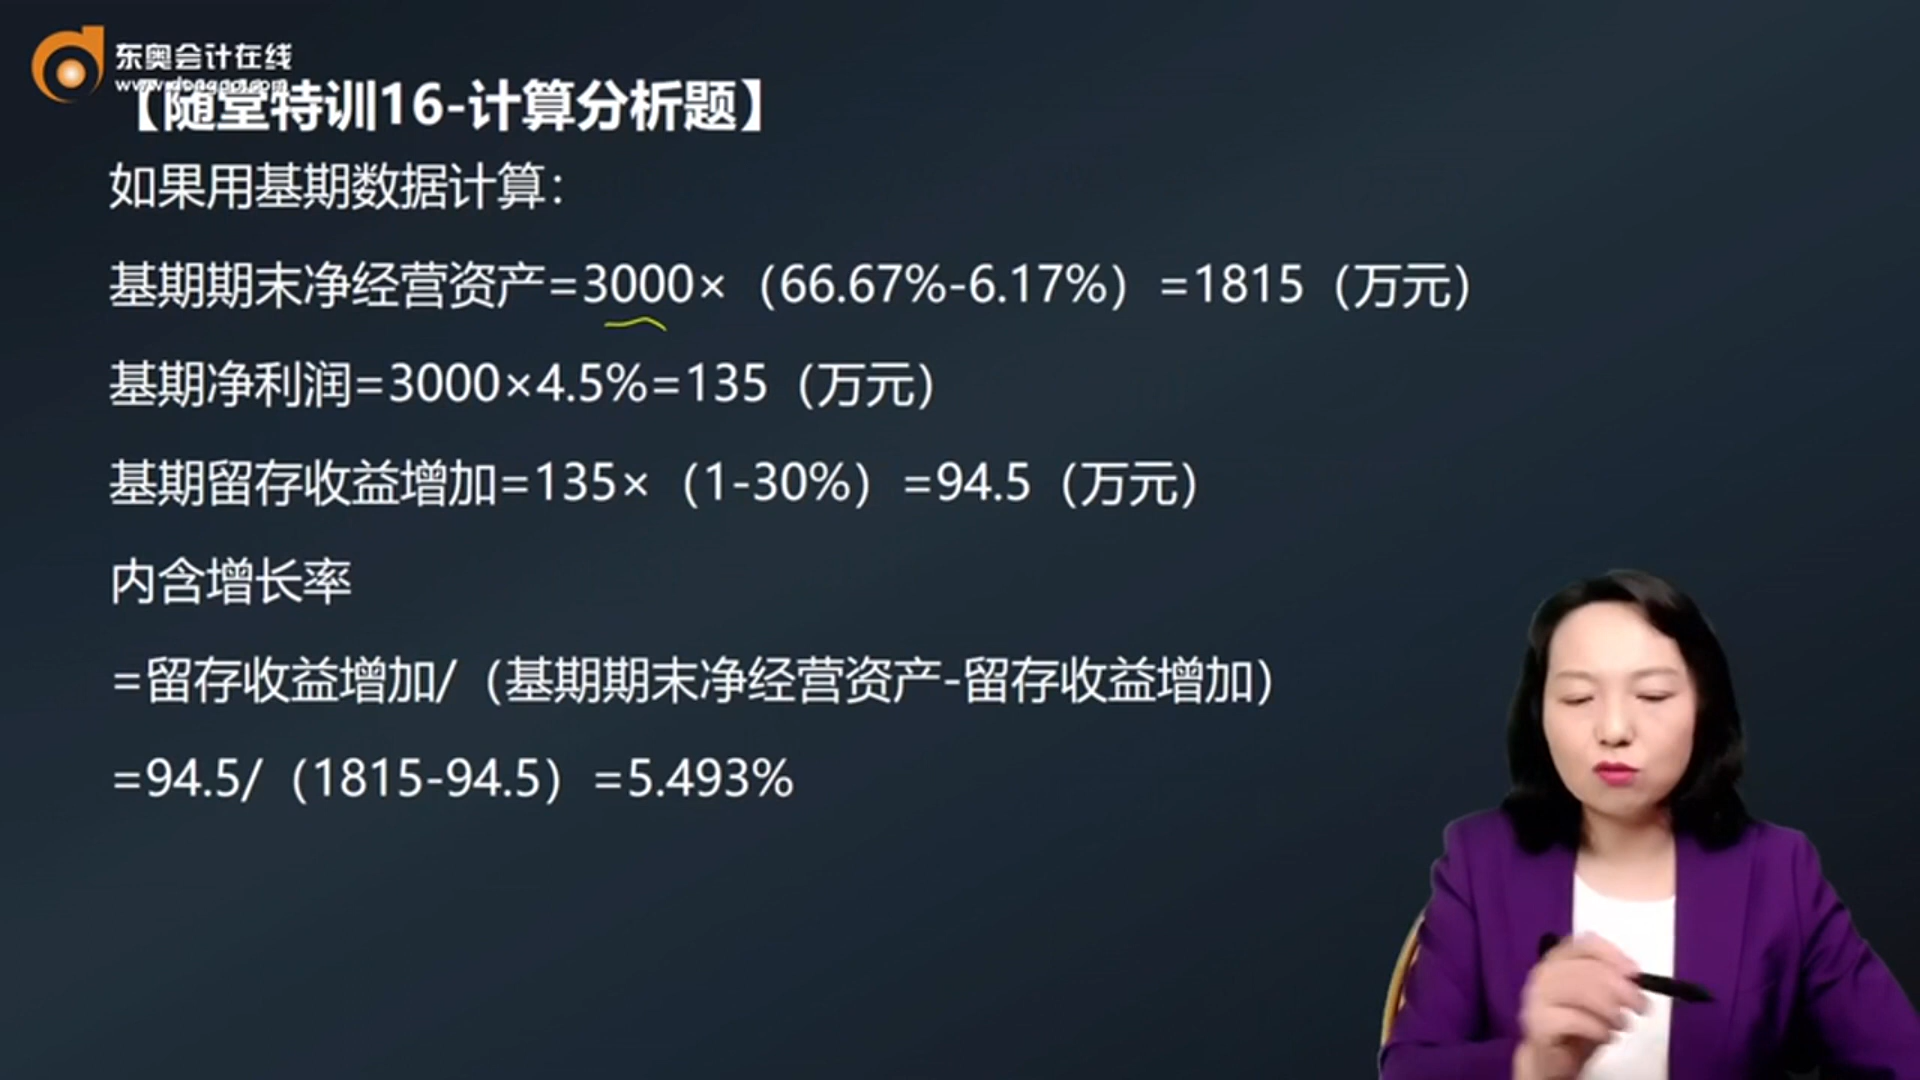 东奥会计在线
www.dongao.com
【随堂特训16-计算分析题】
如果用基期数据计算：
基期期末净经营资产=3000×（66.67%-6.17%）=1815（万元）
基期净利润=3000×4.5%=135（万元）
基期留存收益增加=135×（1-30%）=94.5（万元）
内含增长率
=留存收益增加/（基期期末净经营资产-留存收益增加）
=94.5/（1815-94.5）=5.493%